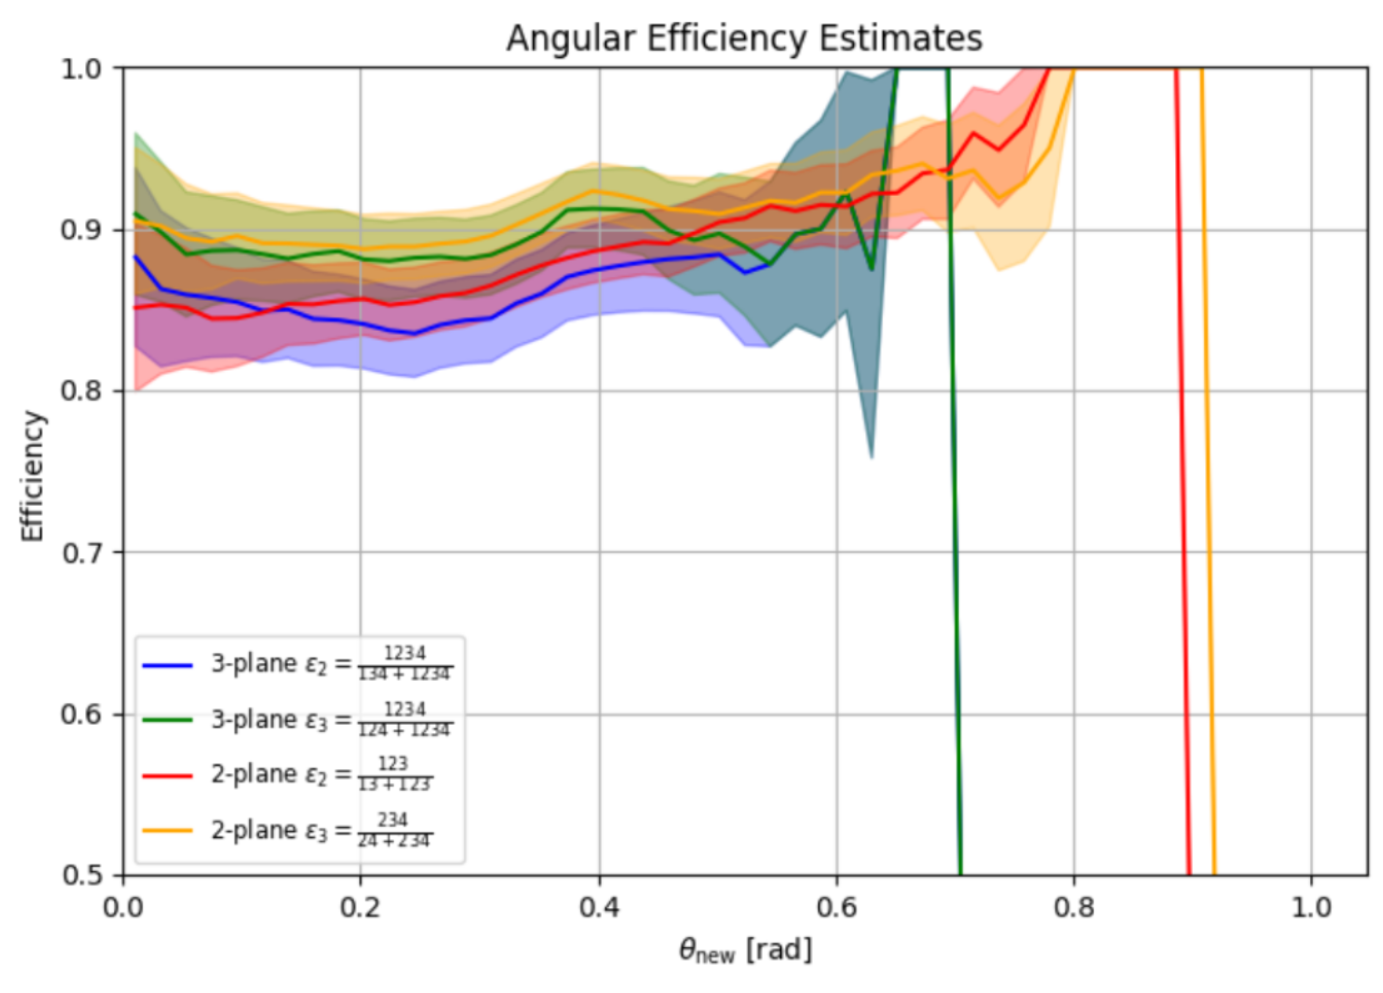 Angular Efficiency Estimates
1.0
0.9
0.8
0.7
0.6
0.5
Efficiency
3-plane ε₂ = 1234 / 134 + 1234
3-plane ε₃ = 1234 / 124 + 1234
2-plane ε₂ = 123 / 13 + 123
2-plane ε₃ = 234 / 24 + 234
0.0 0.2 0.4 0.6 0.8 1.0
θnew [rad]